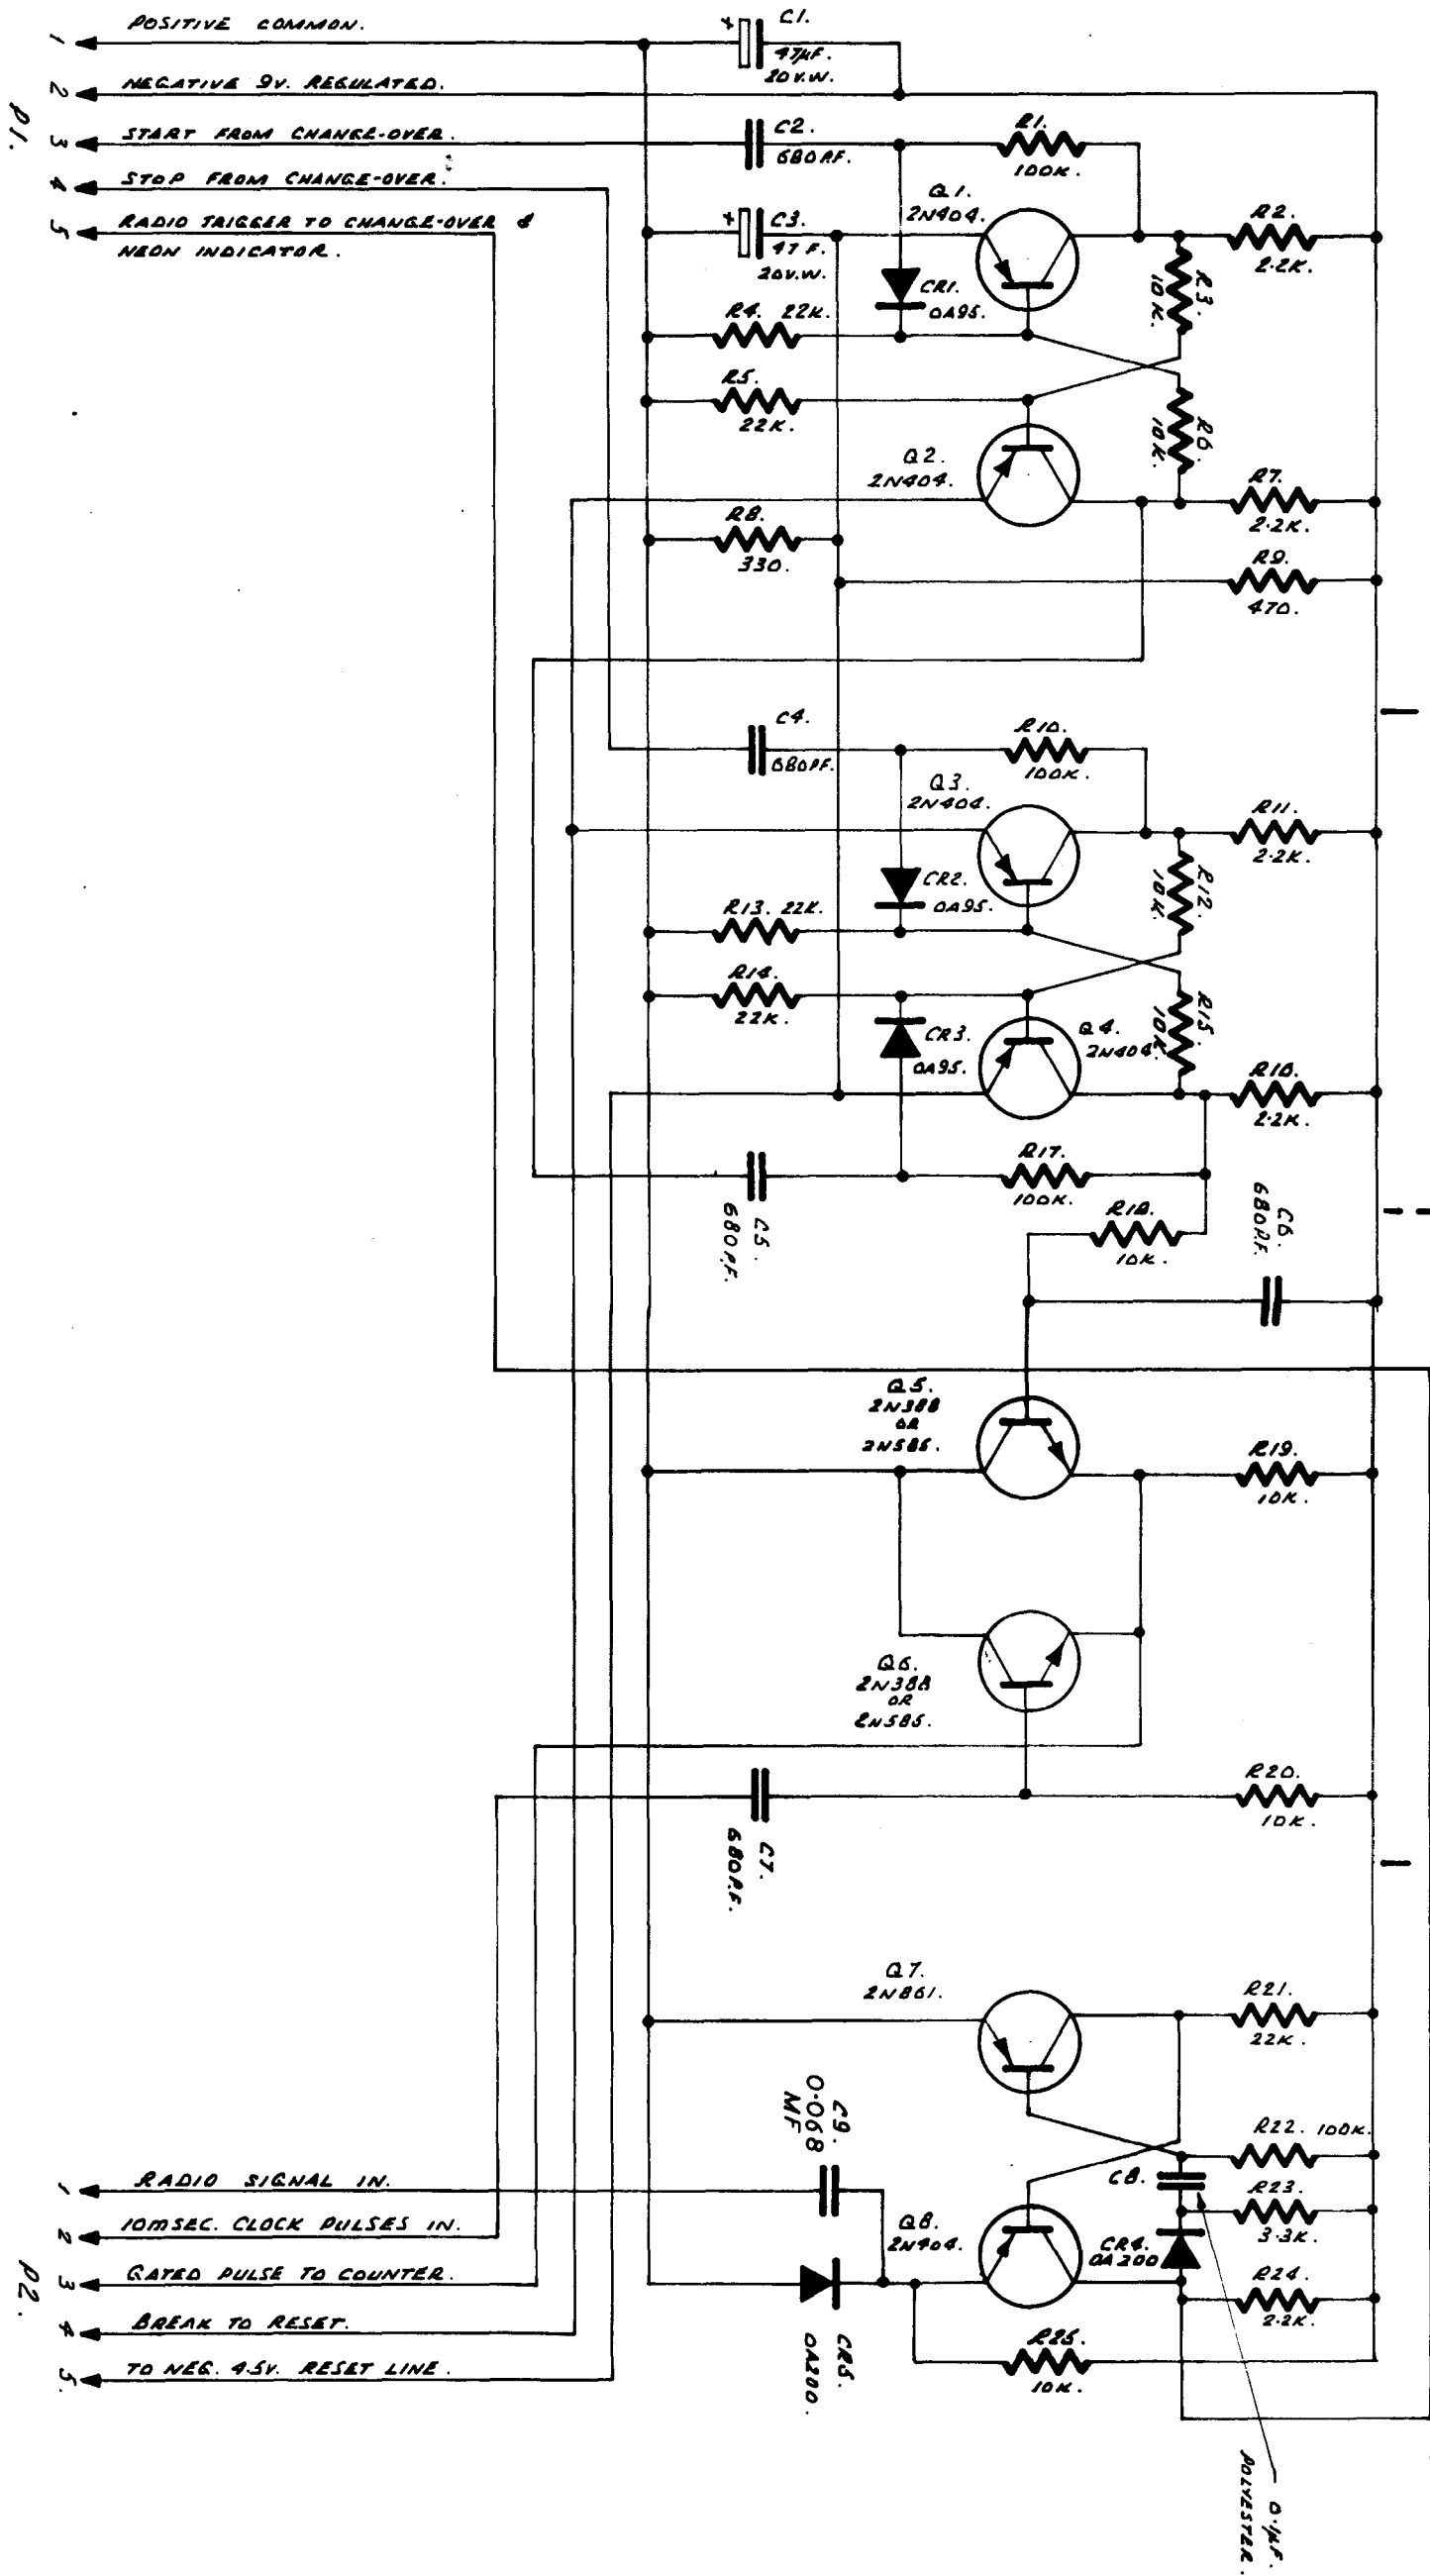 POSITIVE COMMON.
1
NEGATIVE 9V. REGULATED.
2
START FROM CHANGE-OVER.
3
STOP FROM CHANGE-OVER.
4
RADIO TRIGGER TO CHANGE-OVER &
NEON INDICATOR.
5
P1.
C1.
47µF.
20V.W.
C2.
680PF.
R1.
100K.
Q1.
2N404.
C3.
47 F.
20V.W.
R2.
2.2K.
CR1.
OA95.
R3.
10K.
R4. 22K.
R5.
22K.
R6.
10K.
Q2.
2N404.
R7.
2.2K.
R8.
330.
R9.
470.
C4.
680PF.
R10.
100K.
Q3.
2N404.
R11.
2.2K.
CR2.
OA95.
R12.
10K.
R13. 22K.
R14.
22K.
CR3.
OA95.
Q4.
2N404.
R15.
10K
R16.
2.2K.
R17.
100K.
C5.
680P.F.
R18.
10K.
C6.
680P.F.
Q5.
2N388
OR
2N585.
R19.
10K.
Q6.
2N388
OR
2N585.
R20.
10K.
C7.
680P.F.
Q7.
2N861.
R21.
22K.
R22. 100K.
C8.
R23.
3.3K.
C9.
0.068
MF
Q8.
2N404.
CR4.
OA200
R24.
2.2K.
CR5.
OA200.
R25.
10K.
0.1µF.
POLYESTER.
RADIO SIGNAL IN.
1
10MSEC. CLOCK PULSES IN.
2
GATED PULSE TO COUNTER.
3
BREAK TO RESET.
4
TO NEG. 4.5V. RESET LINE.
5.
P2.